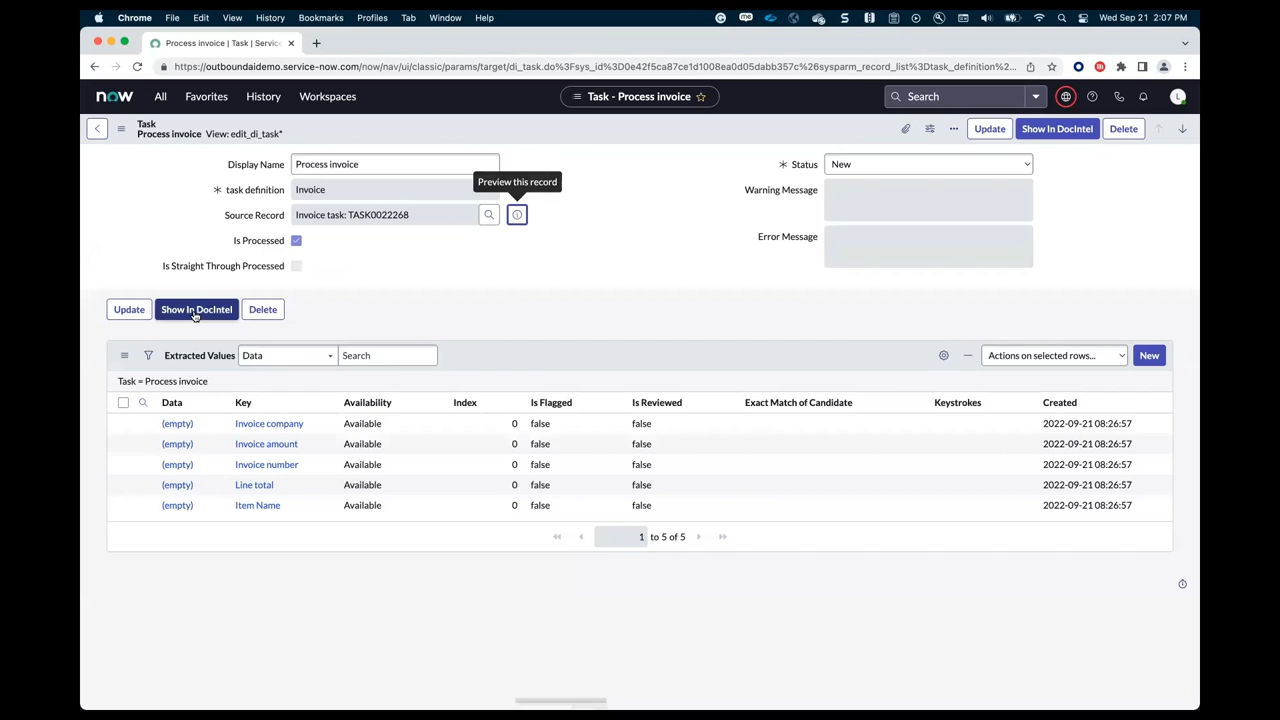 Chrome File Edit View History Bookmarks Profiles Tab Window Help Wed Sep 21 2:07 PM
Process invoice | Task | Service
https://outboundaidemo.service-now.com/now/nav/ui/classic/params/target/di_task.do%3Fsys_id%3D0e42f5ca87ce1d1008ea0d05dabb357c%26sysparm_record_list%3Dtask_definition%...
now All Favorites History Workspaces Task - Process invoice Search L
Task
Process invoice View: edit_di_task*
Update Show In DocIntel Delete
Display Name Process invoice
Status New
Preview this record
task definition Invoice
Warning Message
Source Record Invoice task: TASK0022268
Is Processed
Error Message
Is Straight Through Processed
Update Show In DocIntel Delete
Extracted Values Data Search Actions on selected rows... New
Task = Process invoice
Data Key Availability Index Is Flagged Is Reviewed Exact Match of Candidate Keystrokes Created
(empty) Invoice company Available 0 false false 2022-09-21 08:26:57
(empty) Invoice amount Available 0 false false 2022-09-21 08:26:57
(empty) Invoice number Available 0 false false 2022-09-21 08:26:57
(empty) Line total Available 0 false false 2022-09-21 08:26:57
(empty) Item Name Available 0 false false 2022-09-21 08:26:57
1 to 5 of 5